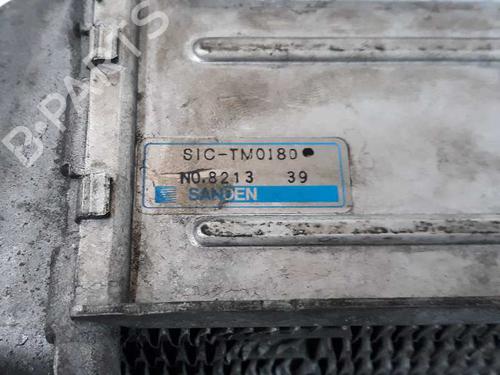 B-PARTS
SIC-TM0180
NO.8213 39
SANDEN